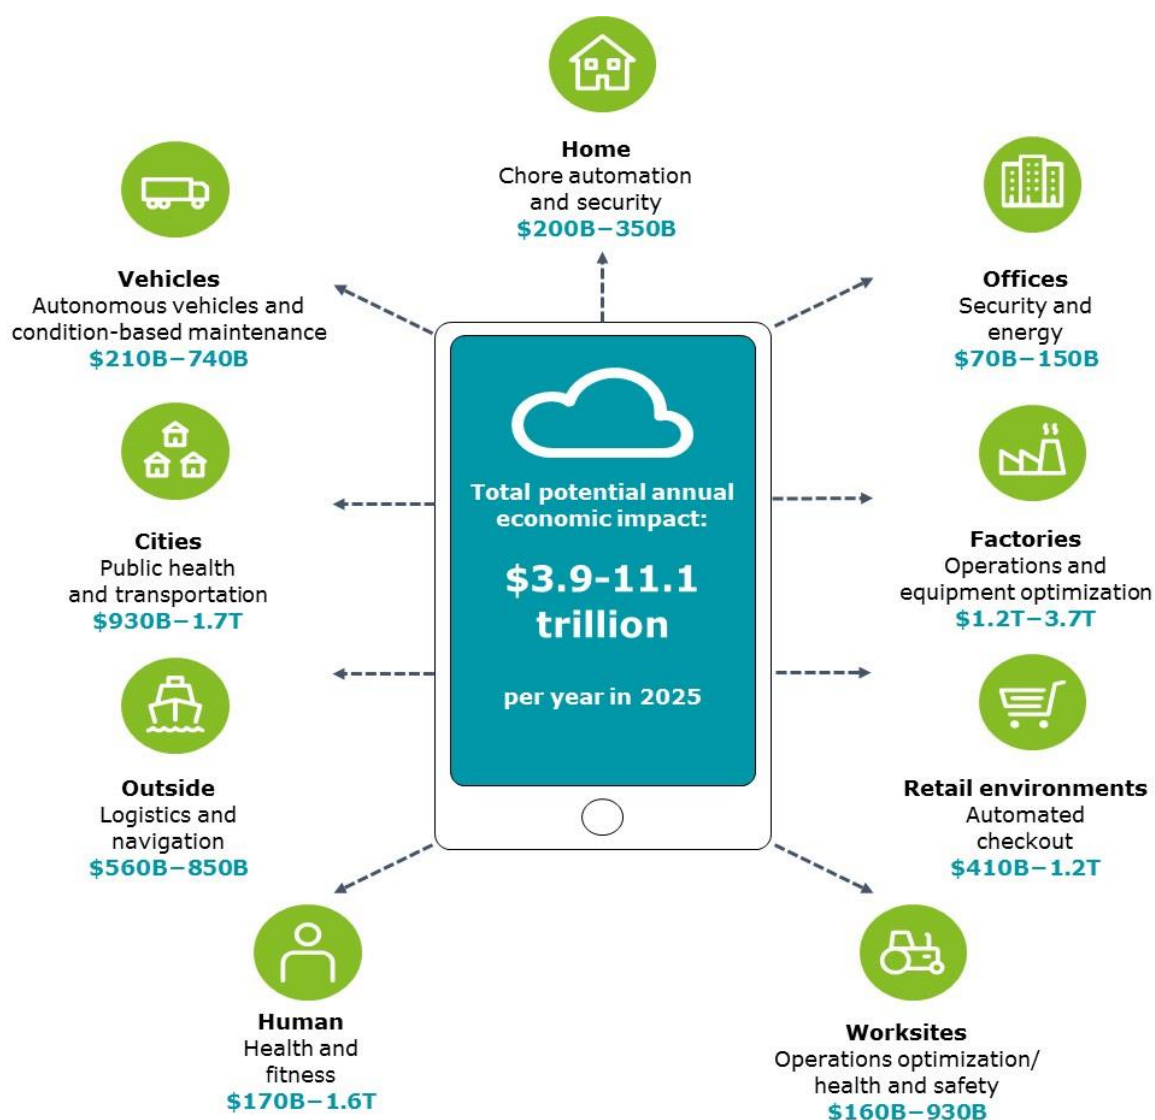 Home
Chore automation
and security
$200B−350B
Vehicles
Autonomous vehicles and
condition-based maintenance
$210B−740B
Offices
Security and
energy
$70B−150B
Total potential annual
economic impact:
$3.9-11.1
trillion
per year in 2025
Cities
Public health
and transportation
$930B−1.7T
Factories
Operations and
equipment optimization
$1.2T−3.7T
Outside
Logistics and
navigation
$560B−850B
Retail environments
Automated
checkout
$410B−1.2T
Human
Health and
fitness
$170B−1.6T
Worksites
Operations optimization/
health and safety
$160B−930B